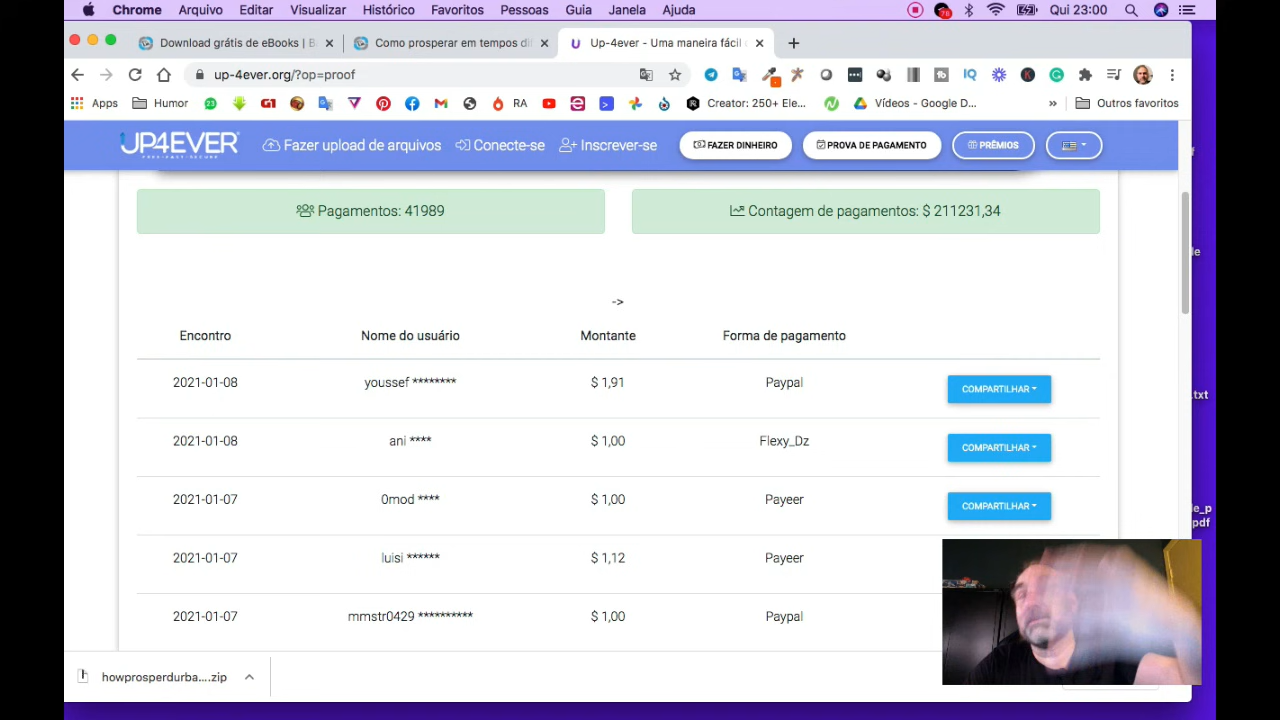 Chrome Arquivo Editar Visualizar Histórico Favoritos Pessoas Guia Janela Ajuda 78 Qui 23:00
Download grátis de eBooks | B Como prosperar em tempos di Up-4ever - Uma maneira fácil
up-4ever.org/?op=proof
Apps Humor 23 G1 RA Creator: 250+ Ele... Vídeos - Google D... » Outros favoritos
UP4EVER Fazer upload de arquivos Conecte-se Inscrever-se FAZER DINHEIRO PROVA DE PAGAMENTO PRÊMIOS
Pagamentos: 41989 Contagem de pagamentos: $ 211231,34
->
Encontro Nome do usuário Montante Forma de pagamento
2021-01-08 youssef ******** $ 1,91 Paypal COMPARTILHAR
2021-01-08 ani **** $ 1,00 Flexy_Dz COMPARTILHAR
2021-01-07 0mod **** $ 1,00 Payeer COMPARTILHAR
2021-01-07 luisi ****** $ 1,12 Payeer
2021-01-07 mmstr0429 ********** $ 1,00 Paypal
howprosperdurba....zip
.txt
pdf